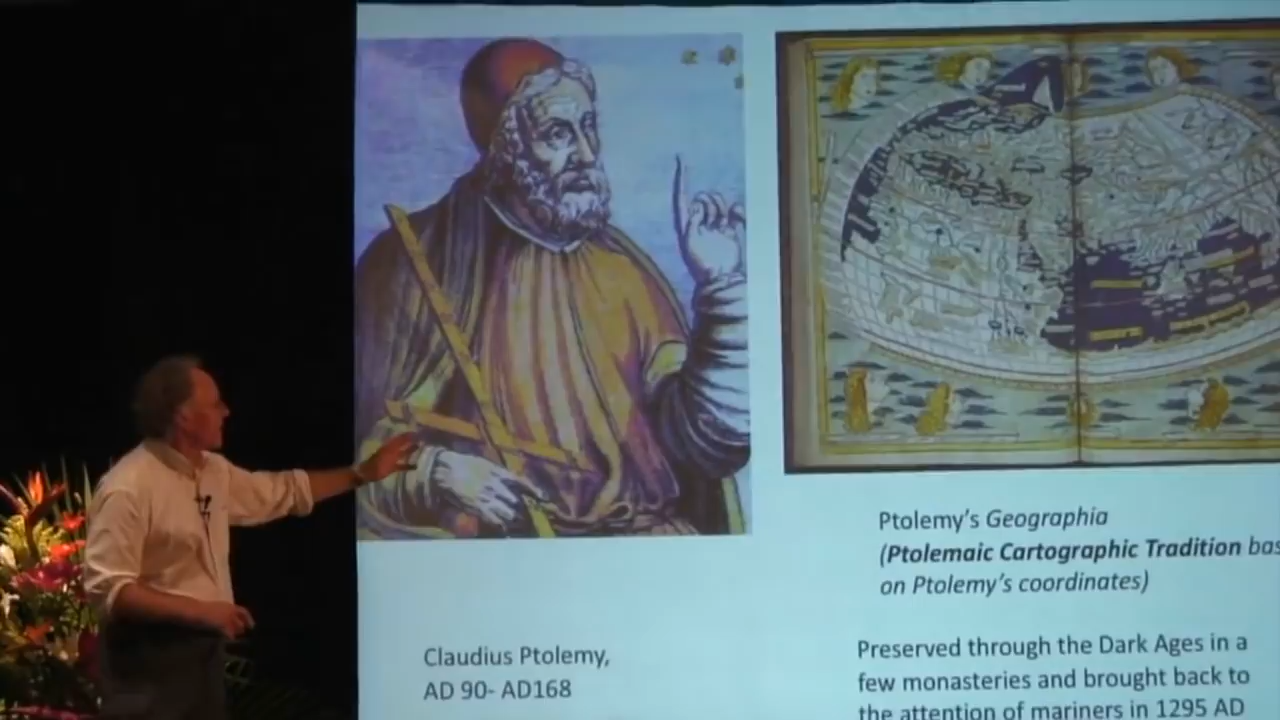 Ptolemy's Geographia
(Ptolemaic Cartographic Tradition
on Ptolemy's coordinates)
Claudius Ptolemy,
AD 90- AD168
Preserved through the Dark Ages in a
few monasteries and brought back to
the attention of mariners in 1295 AD